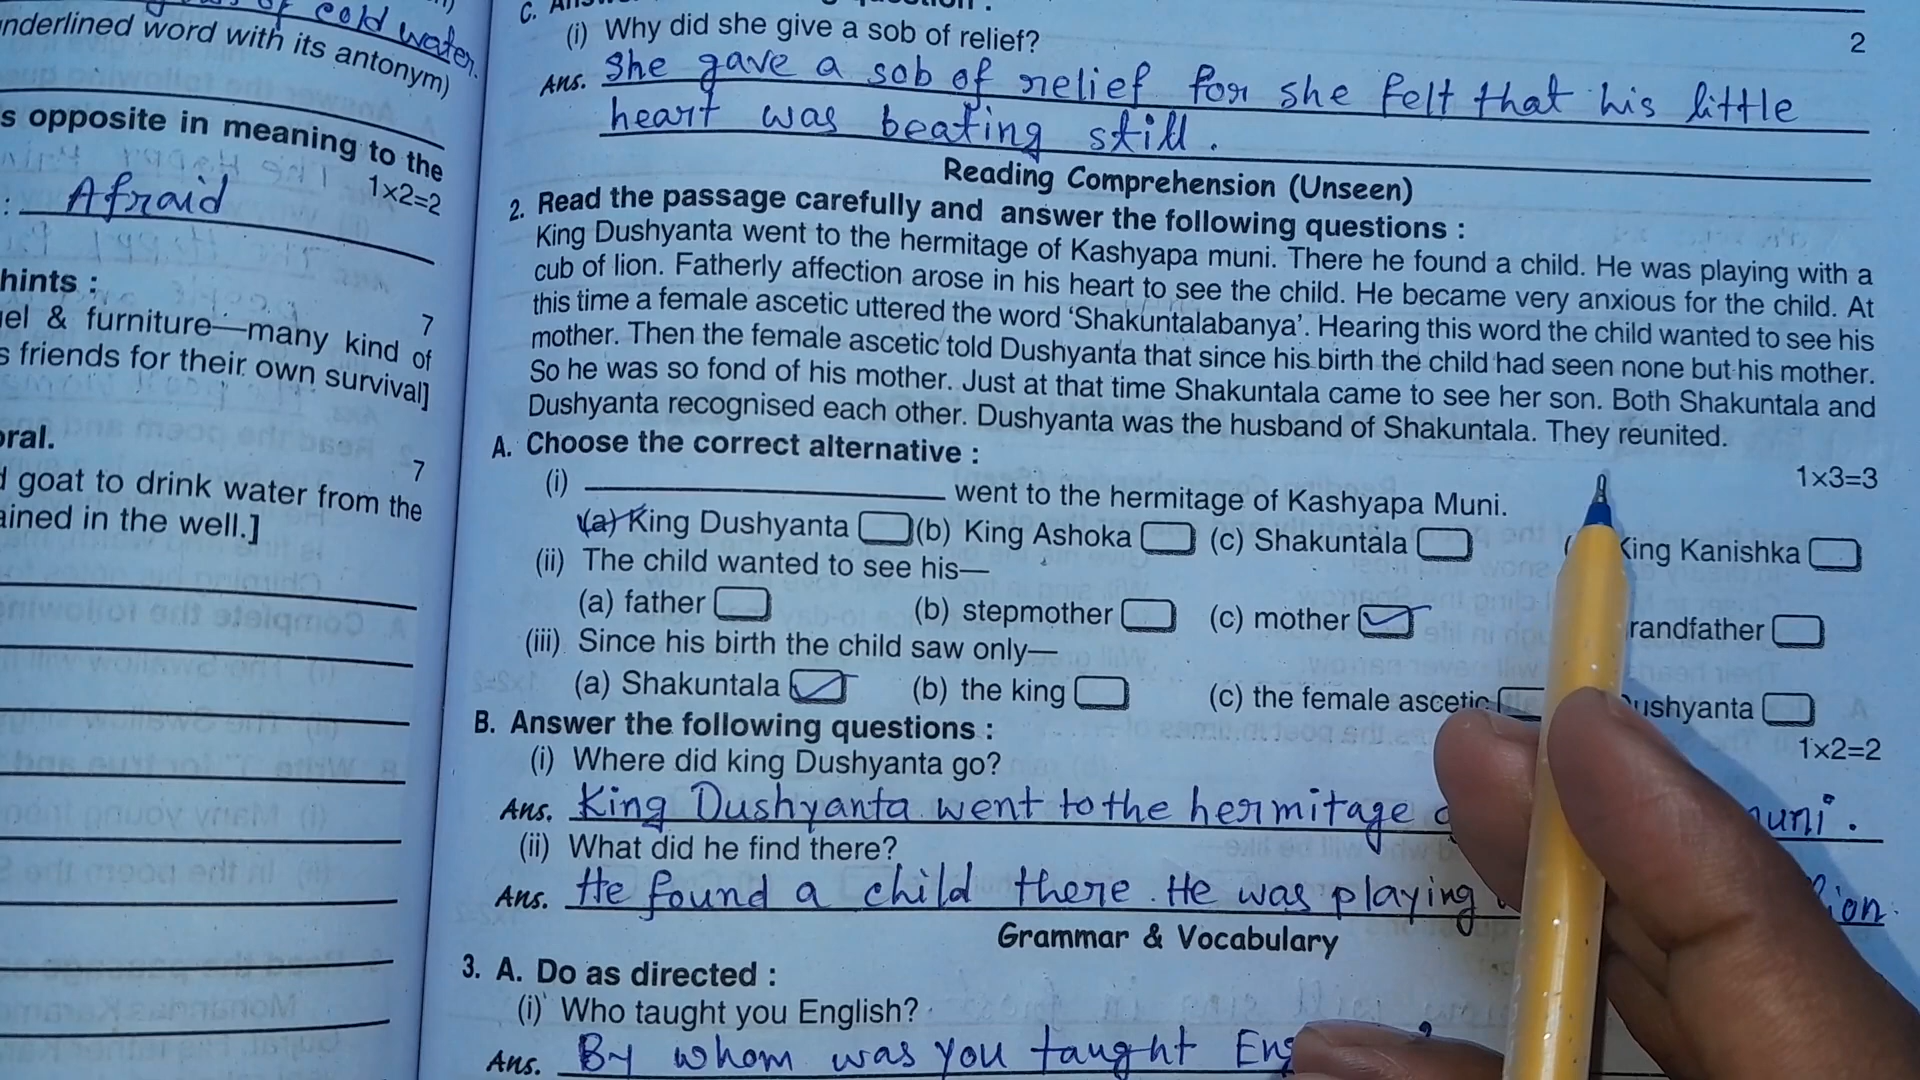 cold water.
underlined word with its antonym)
s opposite in meaning to the
1×2=2
: Afraid
hints :
7
el & furniture—many kind of
s friends for their own survival]
oral.
7
d goat to drink water from the
ained in the well.]
C.
(i) Why did she give a sob of relief?
2
Ans. She gave a sob of relief for she felt that his little
heart was beating still.
Reading Comprehension (Unseen)
2. Read the passage carefully and answer the following questions :
King Dushyanta went to the hermitage of Kashyapa muni. There he found a child. He was playing with a
cub of lion. Fatherly affection arose in his heart to see the child. He became very anxious for the child. At
this time a female ascetic uttered the word ‘Shakuntalabanya’. Hearing this word the child wanted to see his
mother. Then the female ascetic told Dushyanta that since his birth the child had seen none but his mother.
So he was so fond of his mother. Just at that time Shakuntala came to see her son. Both Shakuntala and
Dushyanta recognised each other. Dushyanta was the husband of Shakuntala. They reunited.
A. Choose the correct alternative :
1×3=3
(i) ____ went to the hermitage of Kashyapa Muni.
(a) King Dushyanta (b) King Ashoka (c) Shakuntala King Kanishka
(ii) The child wanted to see his—
(a) father (b) stepmother (c) mother randfather
(iii) Since his birth the child saw only—
(a) Shakuntala (b) the king (c) the female ascetic ushyanta
B. Answer the following questions :
1×2=2
(i) Where did king Dushyanta go?
Ans. King Dushyanta went to the hermitage muni.
(ii) What did he find there?
Ans. He found a child there. He was playing lion.
Grammar & Vocabulary
3. A. Do as directed :
(i) Who taught you English?
Ans. By whom was you taught Eng